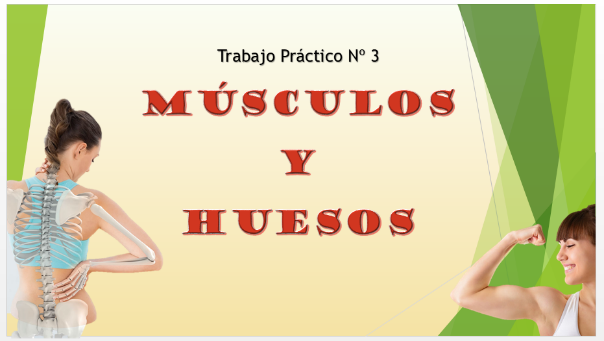 Trabajo Práctico Nº 3
MÚSCULOS
Y
HUESOS